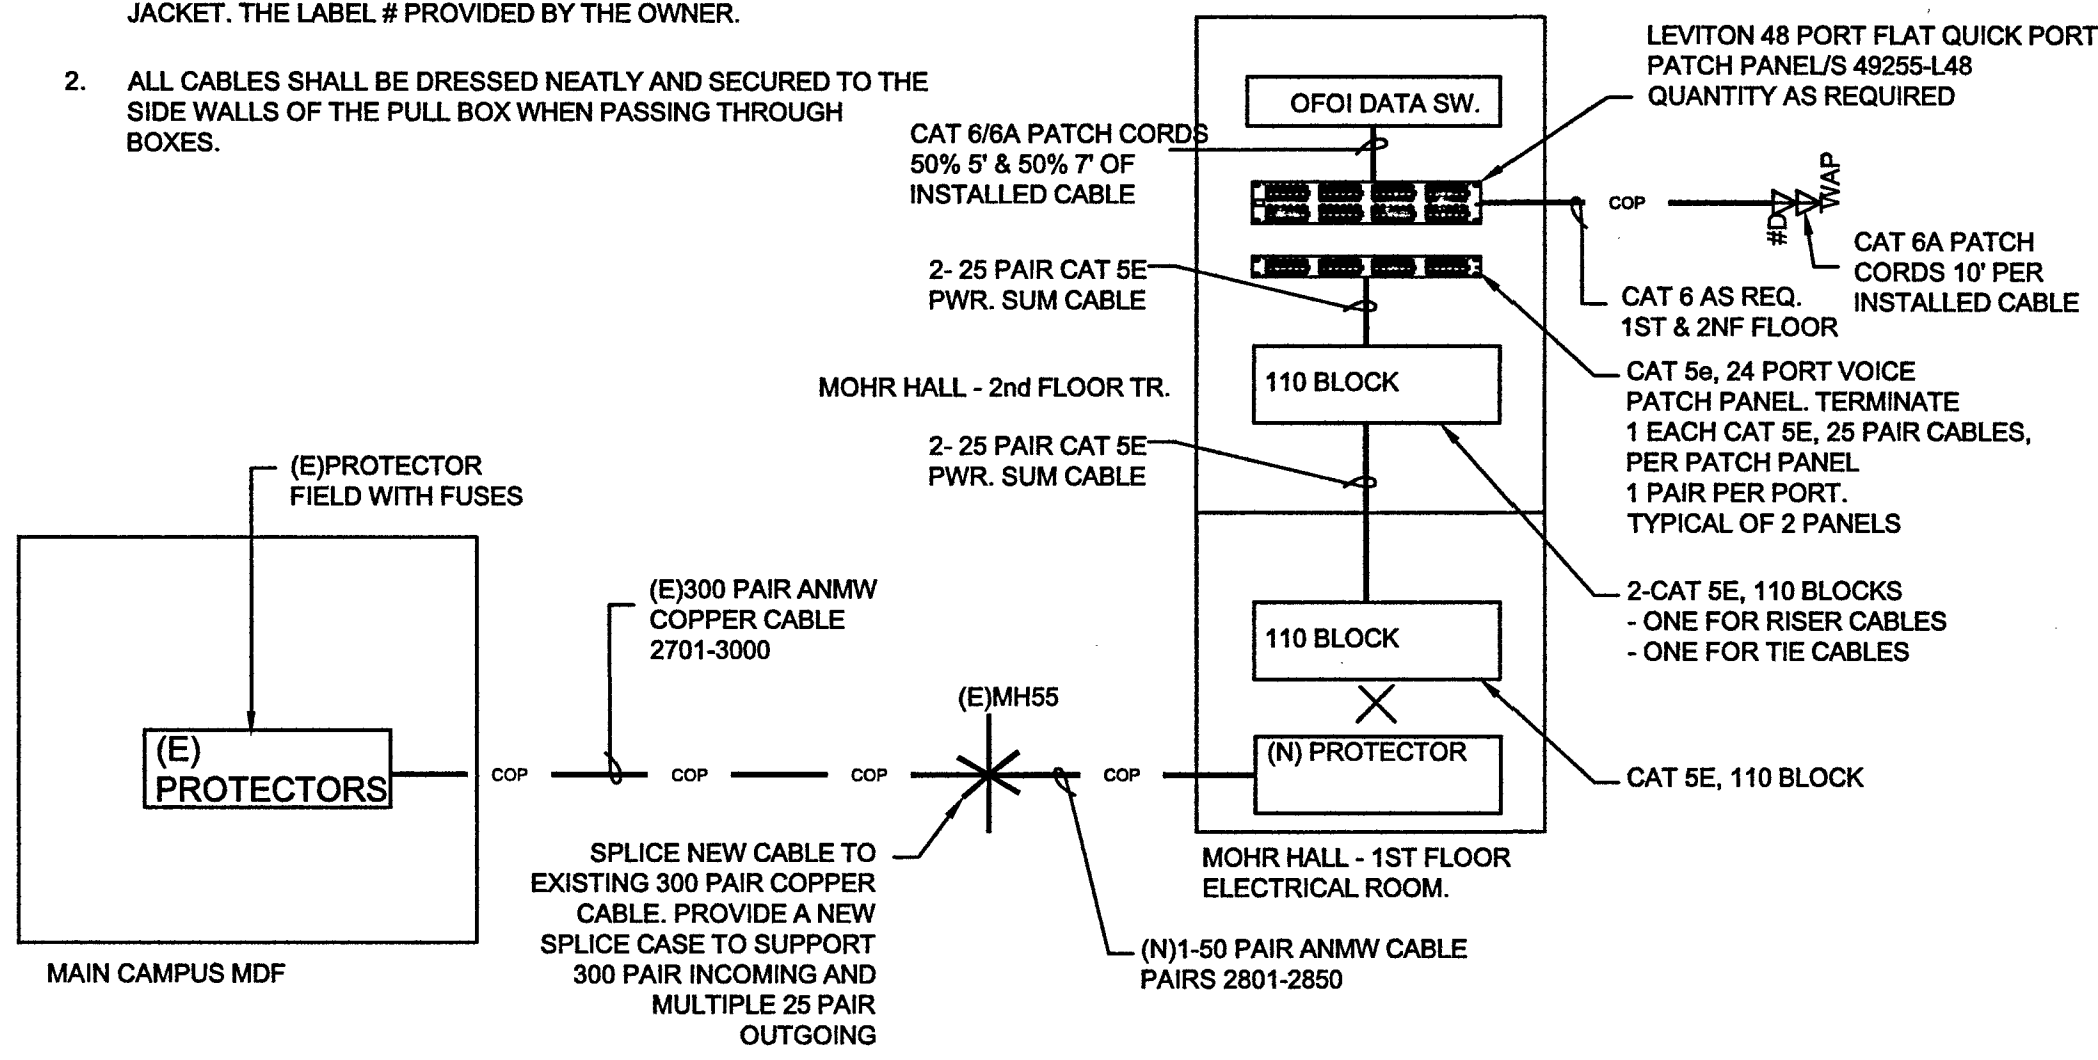 JACKET. THE LABEL # PROVIDED BY THE OWNER.
2. ALL CABLES SHALL BE DRESSED NEATLY AND SECURED TO THE
SIDE WALLS OF THE PULL BOX WHEN PASSING THROUGH
BOXES.
LEVITON 48 PORT FLAT QUICK PORT
PATCH PANEL/S 49255-L48
QUANTITY AS REQUIRED
OFOI DATA SW.
CAT 6/6A PATCH CORDS
50% 5' & 50% 7' OF
INSTALLED CABLE
COP
#D
WAP
CAT 6A PATCH
CORDS 10' PER
INSTALLED CABLE
2- 25 PAIR CAT 5E
PWR. SUM CABLE
CAT 6 AS REQ.
1ST & 2NF FLOOR
110 BLOCK
MOHR HALL - 2nd FLOOR TR.
CAT 5e, 24 PORT VOICE
PATCH PANEL. TERMINATE
1 EACH CAT 5E, 25 PAIR CABLES,
PER PATCH PANEL
1 PAIR PER PORT.
TYPICAL OF 2 PANELS
2- 25 PAIR CAT 5E
PWR. SUM CABLE
(E)PROTECTOR
FIELD WITH FUSES
(E)300 PAIR ANMW
COPPER CABLE
2701-3000
2-CAT 5E, 110 BLOCKS
- ONE FOR RISER CABLES
- ONE FOR TIE CABLES
110 BLOCK
(E)MH55
(E)
PROTECTORS
COP
COP
COP
COP
(N) PROTECTOR
CAT 5E, 110 BLOCK
SPLICE NEW CABLE TO
EXISTING 300 PAIR COPPER
CABLE. PROVIDE A NEW
SPLICE CASE TO SUPPORT
300 PAIR INCOMING AND
MULTIPLE 25 PAIR
OUTGOING
MOHR HALL - 1ST FLOOR
ELECTRICAL ROOM.
(N)1-50 PAIR ANMW CABLE
PAIRS 2801-2850
MAIN CAMPUS MDF